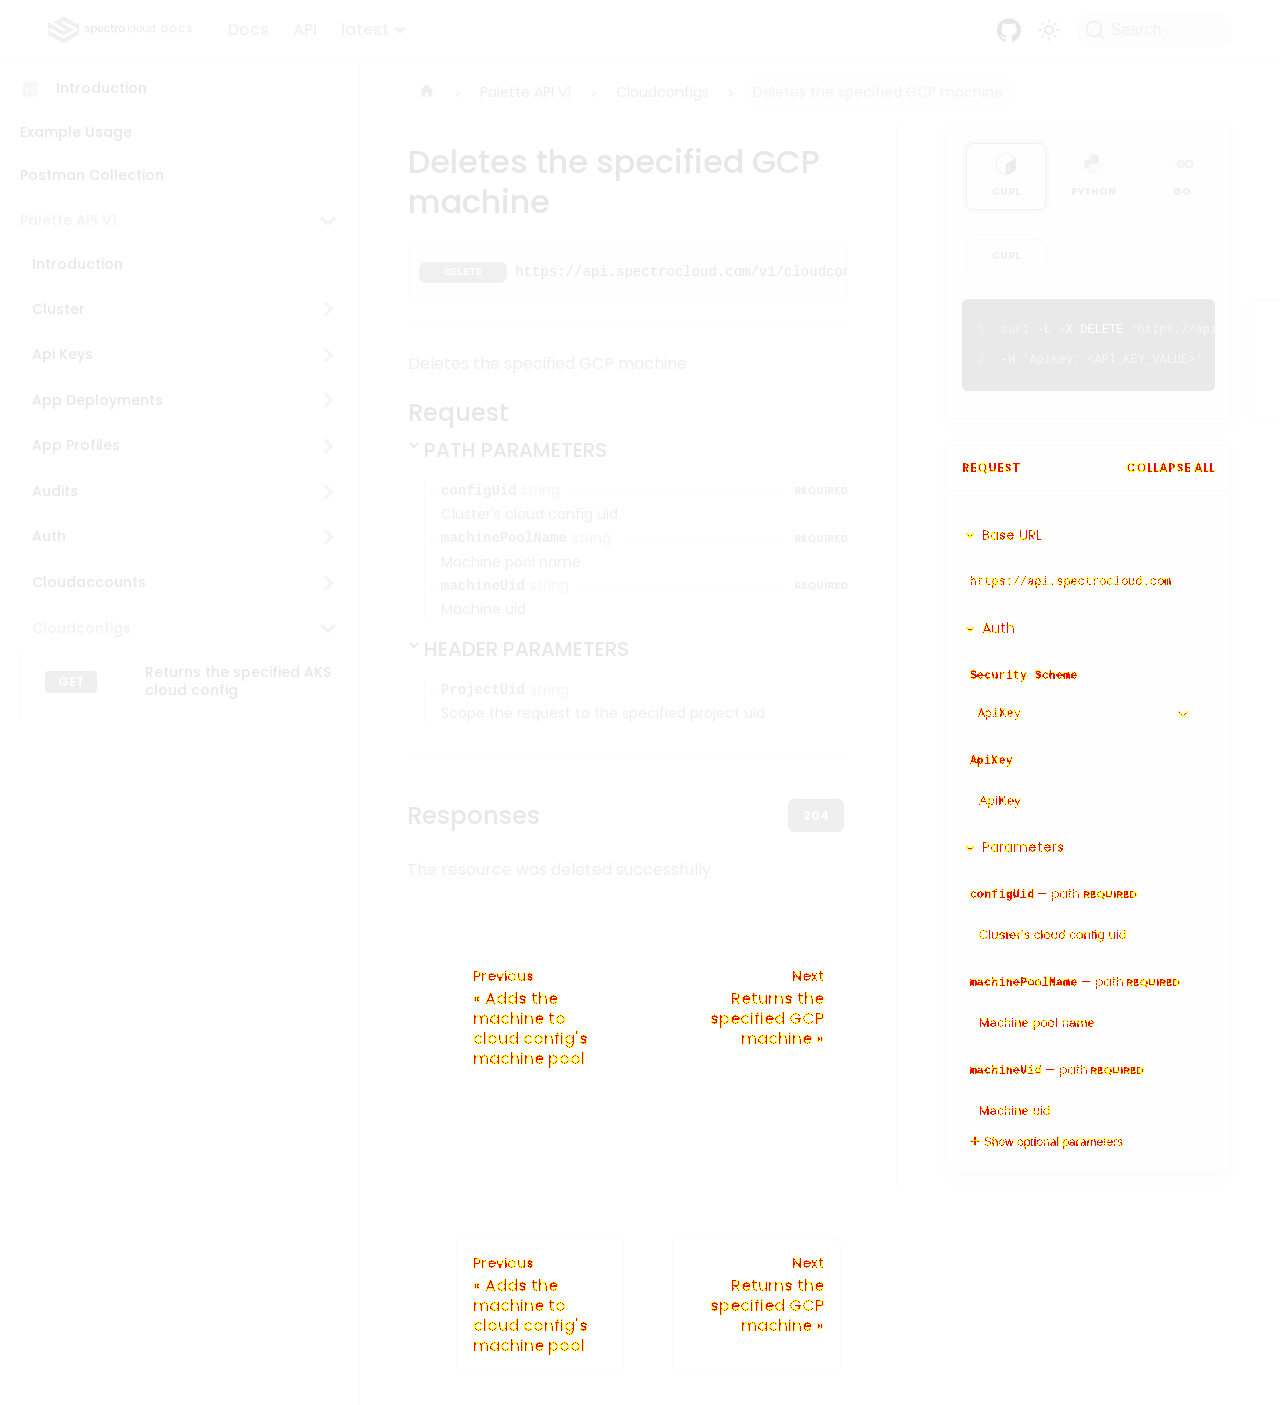 spectro cloud DOCS
Docs
API
latest
Search
Introduction
Example Usage
Postman Collection
Palette API V1
Introduction
Cluster
Api Keys
App Deployments
App Profiles
Audits
Auth
Cloudaccounts
Cloudconfigs
GET
Returns the specified AKS
cloud config
Palette API V1
Cloudconfigs
Deletes the specified GCP machine
Deletes the specified GCP
machine
DELETE
https://api.spectrocloud.com/v1/cloudcon
Deletes the specified GCP machine
Request
PATH PARAMETERS
configUid string REQUIRED
Cluster's cloud config uid
machinePoolName string REQUIRED
Machine pool name
machineUid string REQUIRED
Machine uid
HEADER PARAMETERS
ProjectUid string
Scope the request to the specified project uid
Responses
204
The resource was deleted successfully
Previous
« Adds the
machine to
cloud config's
machine pool
Next
Returns the
specified GCP
machine »
Previous
« Adds the
machine to
cloud config's
machine pool
Next
Returns the
specified GCP
machine »
CURL
PYTHON
GO
CURL
1 curl -L -X DELETE 'https://api
2 -H 'ApiKey: <API_KEY_VALUE>'
REQUEST
COLLAPSE ALL
Base URL
https://api.spectrocloud.com
Auth
Security Scheme
ApiKey
ApiKey
ApiKey
Parameters
configUid — path REQUIRED
Cluster's cloud config uid
machinePoolName — path REQUIRED
Machine pool name
machineUid — path REQUIRED
Machine uid
+ Show optional parameters